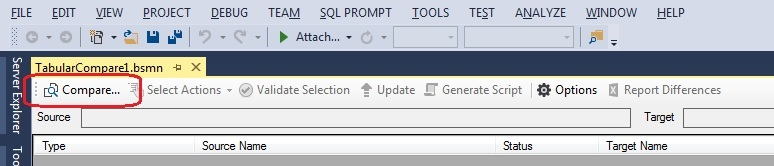 FILE EDIT VIEW PROJECT DEBUG TEAM SQL PROMPT TOOLS TEST ANALYZE WINDOW HELP
Attach...
TabularCompare1.bsmn
Compare... Select Actions Validate Selection Update Generate Script Options Report Differences
Source Target
Type Source Name Status Target Name
Server Explorer